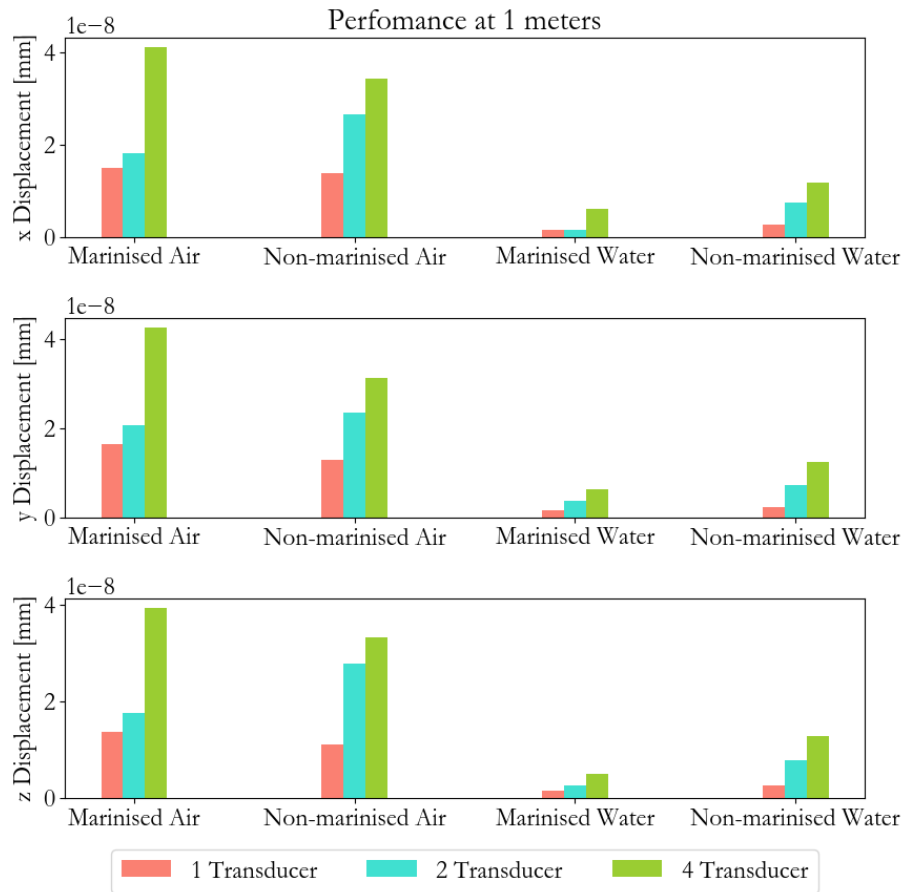 Perfomance at 1 meters
1e−8
x Displacement [mm]
4
2
0
Marinised Air Non-marinised Air Marinised Water Non-marinised Water
1e−8
y Displacement [mm]
4
2
0
Marinised Air Non-marinised Air Marinised Water Non-marinised Water
1e−8
z Displacement [mm]
4
2
0
Marinised Air Non-marinised Air Marinised Water Non-marinised Water
1 Transducer 2 Transducer 4 Transducer